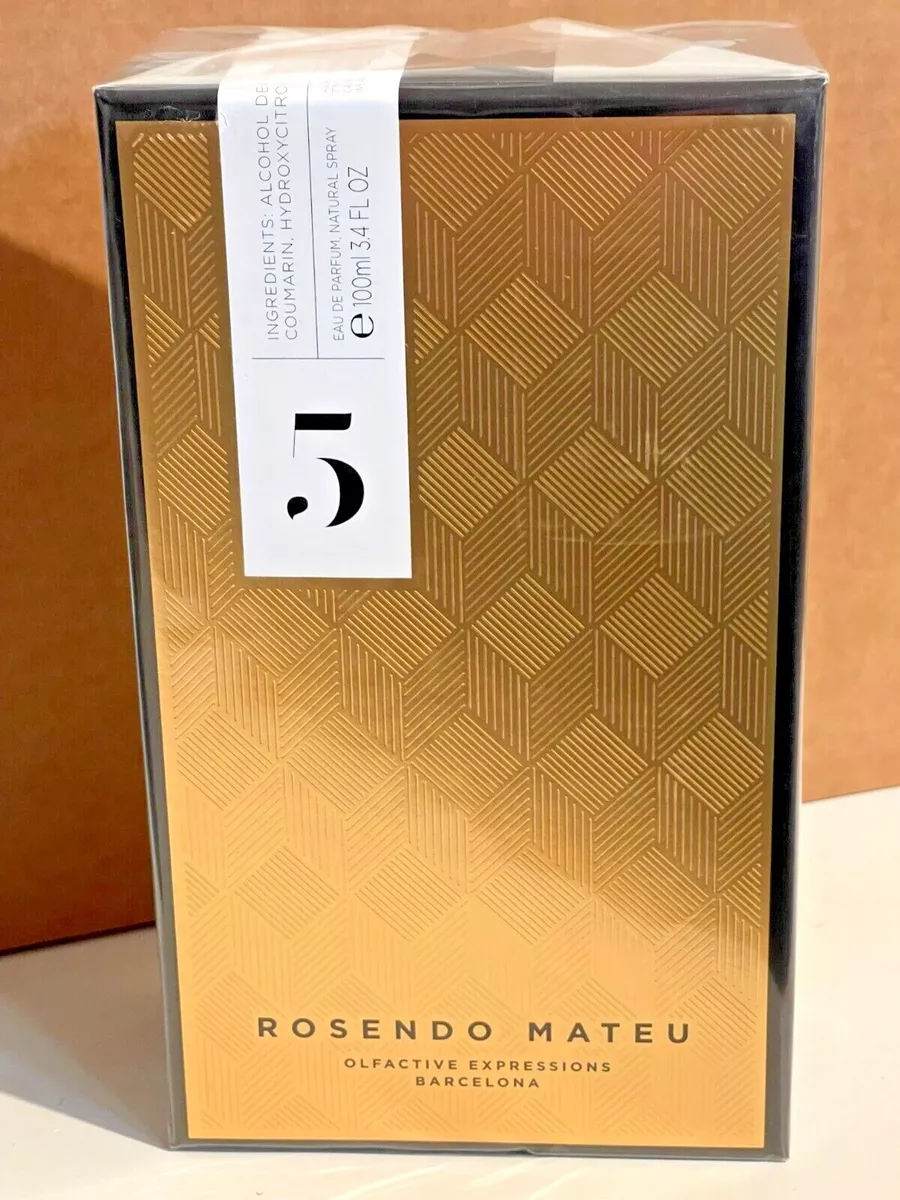 INGREDIENTS: ALCOHOL DE
COUMARIN, HYDROXYCITRO
EAU DE PARFUM, NATURAL SPRAY
e 100ml 3.4 FL OZ
5
ROSENDO MATEU
OLFACTIVE EXPRESSIONS
BARCELONA